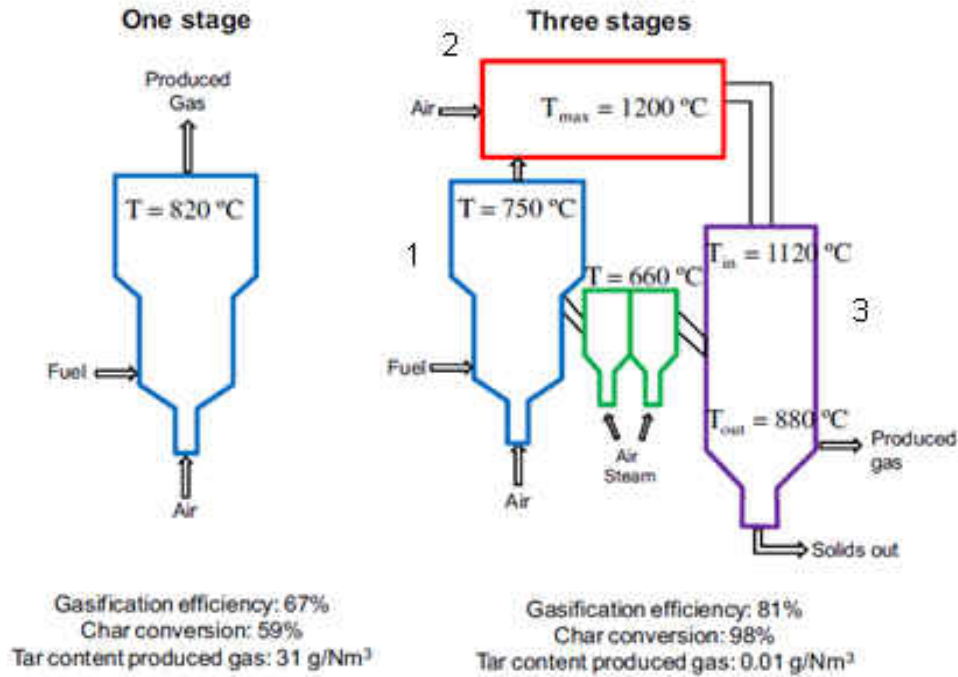 One stage
Three stages
Produced
Gas
T = 820 ºC
Fuel
Air
2
Air
T_max = 1200 ºC
T = 750 ºC
1
T = 660 ºC
T_in = 1120 ºC
3
Fuel
T_out = 880 ºC
Air
Steam
Produced
gas
Air
Solids out
Gasification efficiency: 67%
Char conversion: 59%
Tar content produced gas: 31 g/Nm³
Gasification efficiency: 81%
Char conversion: 98%
Tar content produced gas: 0.01 g/Nm³